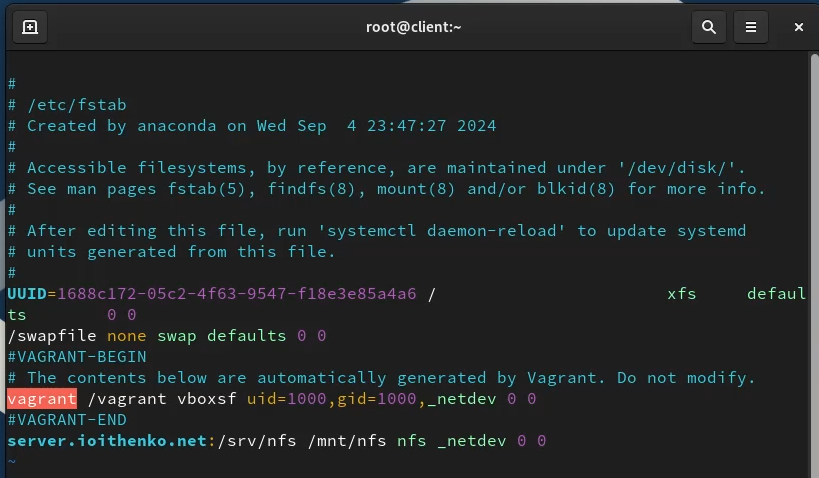 root@client:~
#
# /etc/fstab
# Created by anaconda on Wed Sep  4 23:47:27 2024
#
# Accessible filesystems, by reference, are maintained under '/dev/disk/'.
# See man pages fstab(5), findfs(8), mount(8) and/or blkid(8) for more info.
#
# After editing this file, run 'systemctl daemon-reload' to update systemd
# units generated from this file.
#
UUID=1688c172-05c2-4f63-9547-f18e3e85a4a6 /                       xfs     defaul
ts        0 0
/swapfile none swap defaults 0 0
#VAGRANT-BEGIN
# The contents below are automatically generated by Vagrant. Do not modify.
vagrant /vagrant vboxsf uid=1000,gid=1000,_netdev 0 0
#VAGRANT-END
server.ioithenko.net:/srv/nfs /mnt/nfs nfs _netdev 0 0
~